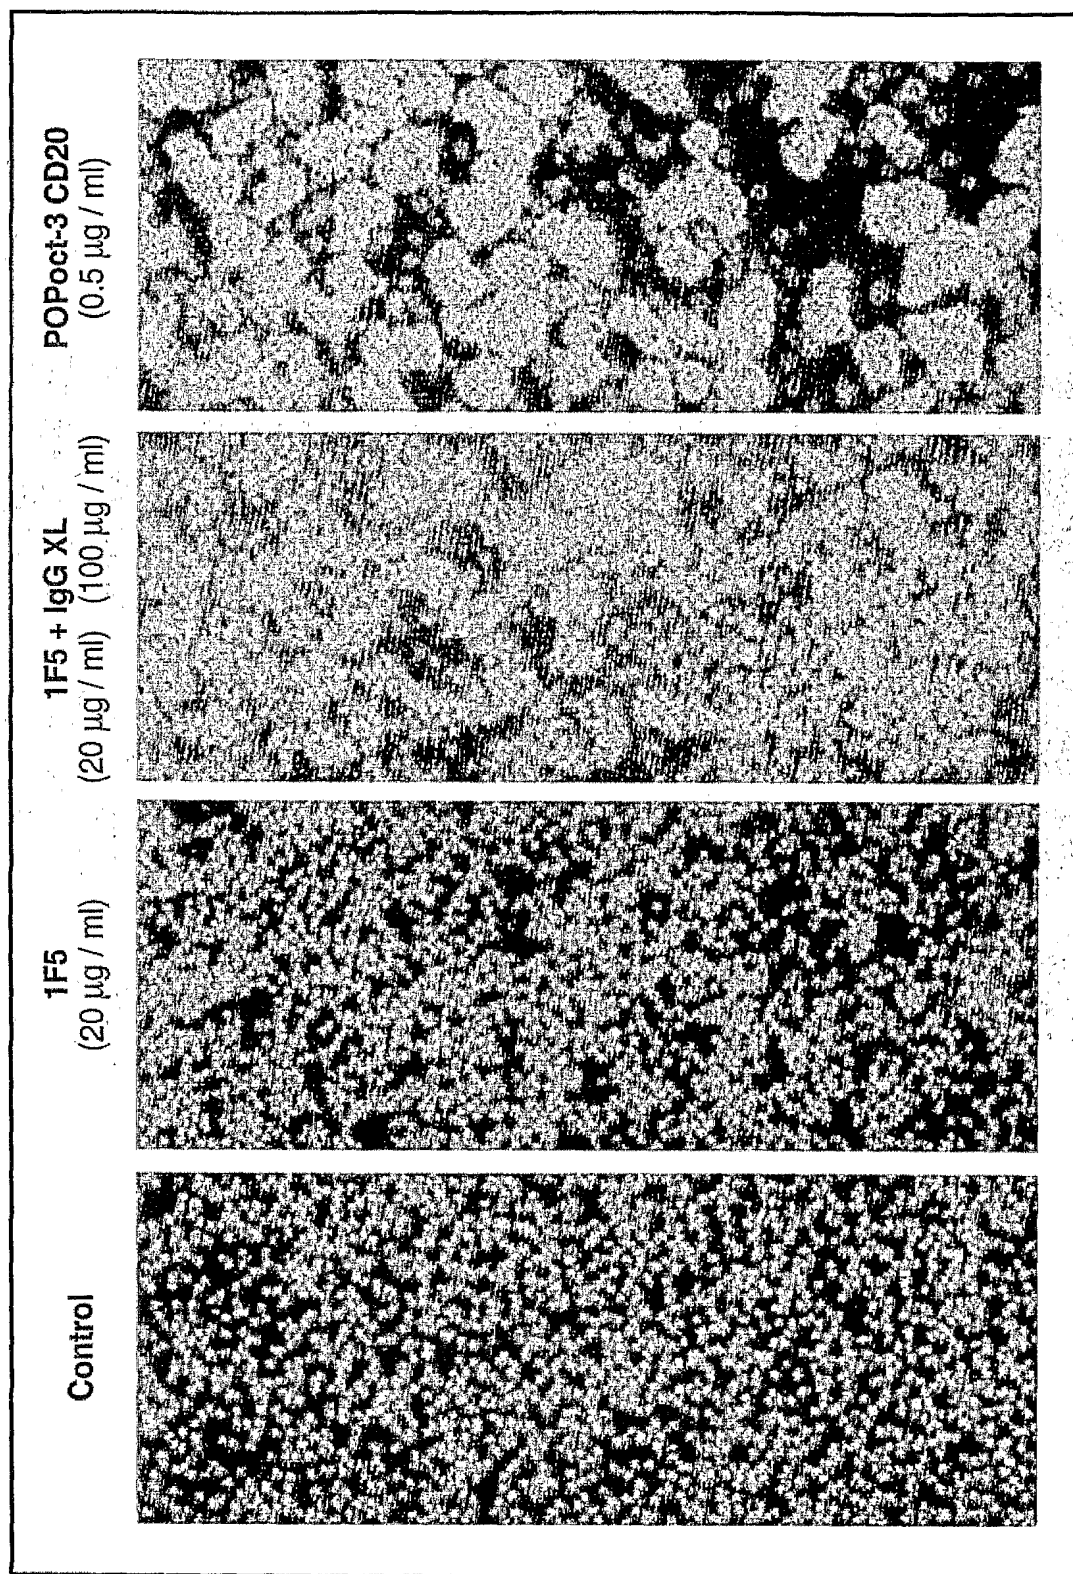 Control
1F5
(20 µg / ml)
1F5 + IgG XL
(20 µg / ml) (100 µg / ml)
POPoct-3 CD20
(0.5 µg / ml)